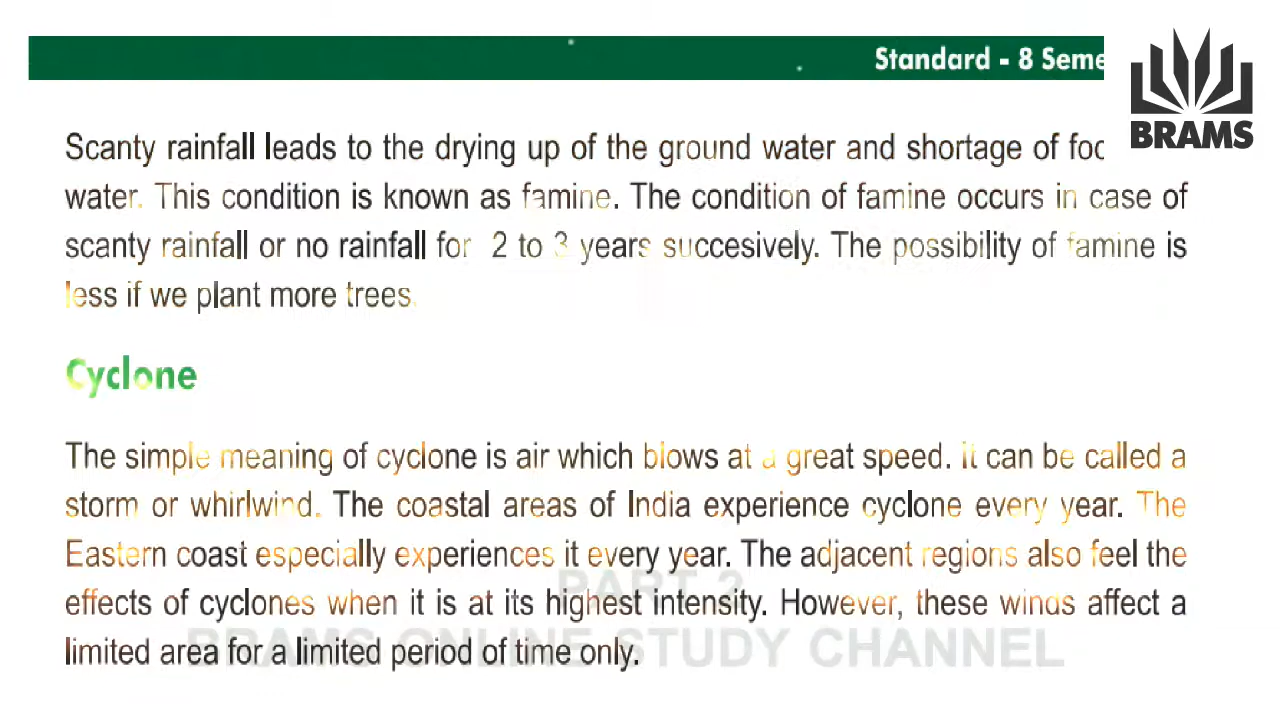 Standard - 8
BRAMS
Scanty rainfall leads to the drying up of the ground water and shortage of
water. This condition is known as famine. The condition of famine occurs in case of
scanty rainfall or no rainfall for 2 to 3 years succesively. The possibility of famine is
less if we plant more trees.
Cyclone
The simple meaning of cyclone is air which blows at a great speed. It can be called a
storm or whirlwind. The coastal areas of India experience cyclone every year. The
Eastern coast especially experiences it every year. The adjacent regions also feel the
PART 2
effects of cyclones when it is at its highest intensity. However, these winds affect a
BRAMS ONLINE STUDY CHANNEL
limited area for a limited period of time only.